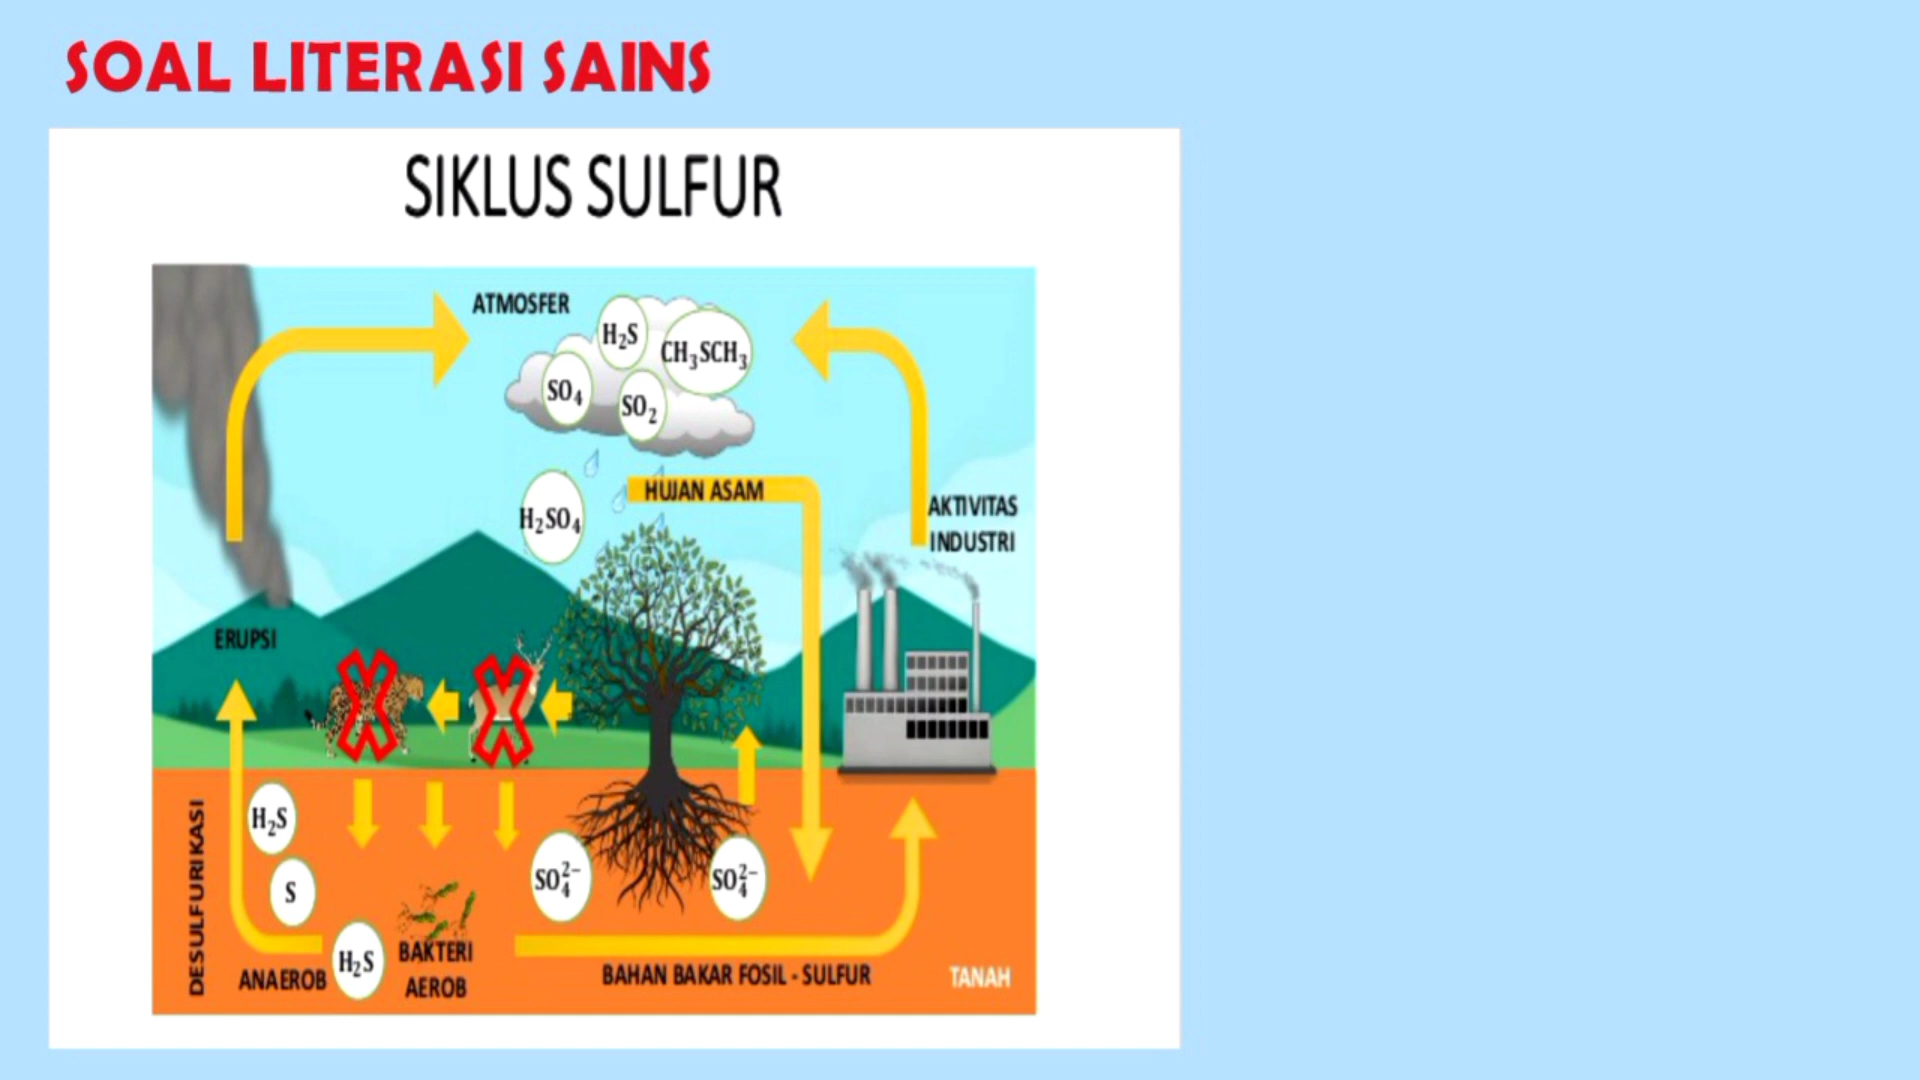 SOAL LITERASI SAINS
SIKLUS SULFUR
ATMOSFER
H₂S
CH₃SCH₃
SO₄
SO₂
HUJAN ASAM
H₂SO₄
AKTIVITAS
INDUSTRI
ERUPSI
DESULFURIKASI
H₂S
S
SO₄²⁻
SO₄²⁻
H₂S
BAKTERI
AEROB
ANAEROB
BAHAN BAKAR FOSIL - SULFUR
TANAH